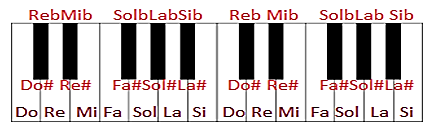 RebMib SolbLabSib Reb Mib SolbLab Sib
Do# Re# Fa#Sol#La# Do# Re# Fa#Sol#La#
Do Re Mi Fa Sol La Si Do Re Mi Fa Sol La Si